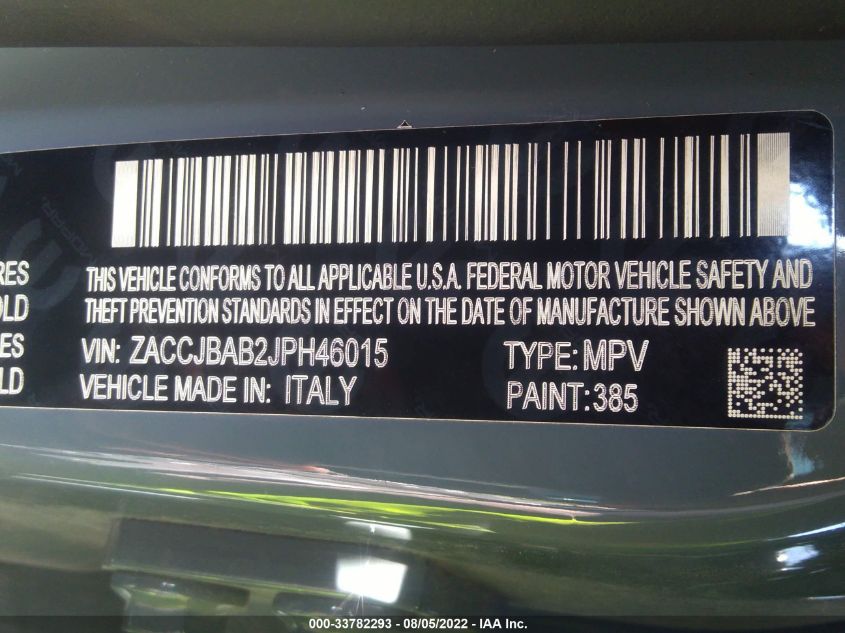 RES
OLD
ES
LD
THIS VEHICLE CONFORMS TO ALL APPLICABLE U.S.A. FEDERAL MOTOR VEHICLE SAFETY AND
THEFT PREVENTION STANDARDS IN EFFECT ON THE DATE OF MANUFACTURE SHOWN ABOVE
VIN: ZACCJBAB2JPH46015 TYPE: MPV
VEHICLE MADE IN: ITALY PAINT:385
000-33782293 - 08/05/2022 - IAA Inc.